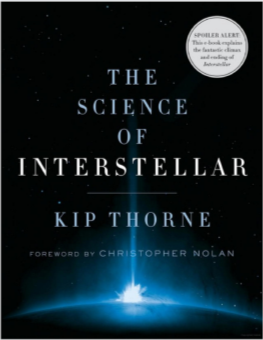 SPOILER ALERT!
This e-book explains
the fantastic climax
and ending of
Interstellar
THE
SCIENCE
OF
INTERSTELLAR
KIP THORNE
FOREWORD BY CHRISTOPHER NOLAN